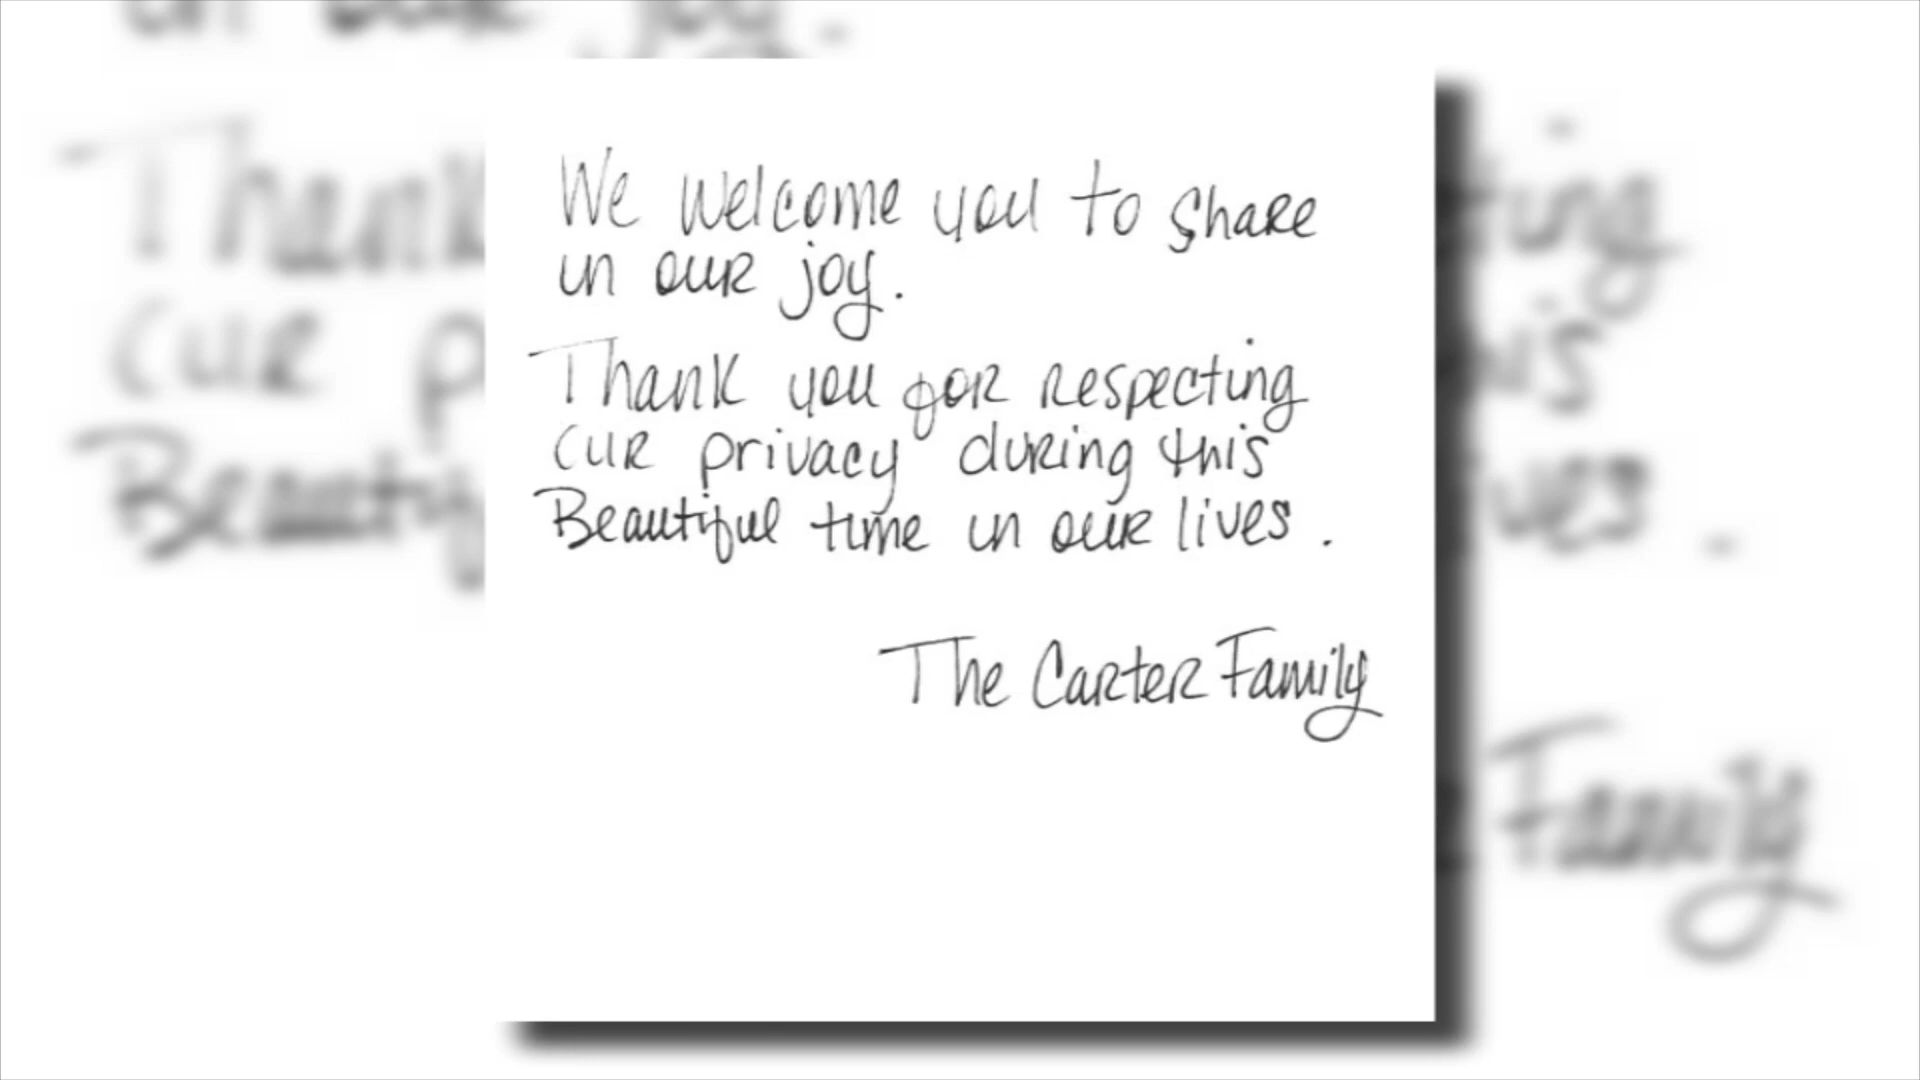 We welcome you to share
in our joy.
Thank you for respecting
our privacy during this
Beautiful time in our lives.
The Carter Family